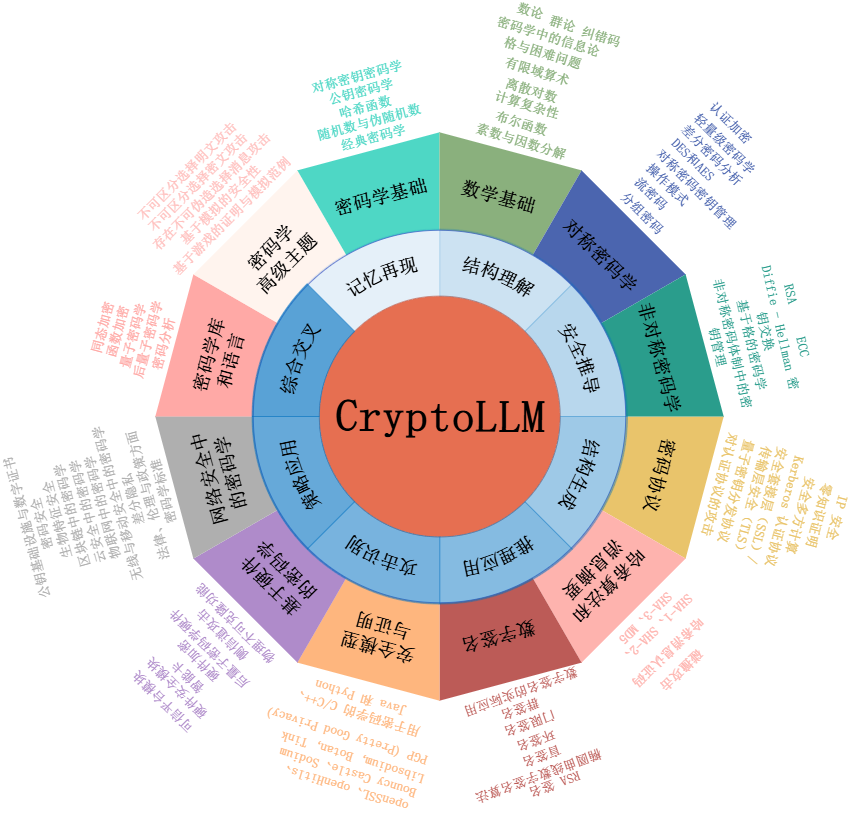 CryptoLLM
记忆再现
结构理解
安全推导
结构生成
推理应用
攻击识别
策略应用
综合交叉
密码学基础
数学基础
对称密码学
非对称密码学
密码协议
哈希算法和
消息摘要
数字签名
安全模型
与证明
基于硬件
的密码学
网络安全中
的密码学
密码学库
和语言
密码学
高级主题
对称密钥密码学
公钥密码学
哈希函数
随机数与伪随机数
经典密码学
数论 群论 纠错码
密码学中的信息论
格与困难问题
有限域算术
离散对数
计算复杂性
布尔函数
素数与因数分解
认证加密
轻量级密码学
差分密码分析
DES和AES
对称密码密钥管理
操作模式
流密码
分组密码
RSA ECC
Diffie - Hellman 密
钥交换
基于格的密码学
非对称密码体制中的密
钥管理
IP 安全
零知识证明
安全多方计算
Kerberos 认证协议
安全套接层 (SSL)/
传输层安全 (TLS)
量子密钥分发协议
对认证协议的攻击
碰撞攻击
哈希消息认证码
SHA-1、SHA-2、
SHA-3、MD5
数字签名的实际应用
群签名
门限签名
环签名
盲签名
椭圆曲线数字签名算法
RSA 签名
用于密码学的 C/C++、
Java 和 Python
PGP (Pretty Good Privacy)
Libsodium, Botan, Tink
Bouncy Castle、Sodium
openSSL、openHitls、
物理不可克隆功能
侧信道攻击
后量子密码学硬件
硬件加密
智能卡
硬件安全模块
可信平台模块
公钥基础设施与数字证书
密码安全
生物特征安全
区块链中的密码学
云安全中的密码学
物联网中的密码学
无线与移动安全中的密码学
差分隐私
伦理与政策方面
法律、密码学标准
同态加密
函数加密
量子密码学
后量子密码学
密码分析
不可区分选择明文攻击
不可区分选择密文攻击
存在不可伪造选择消息攻击
基于模拟的安全性
基于游戏的证明与模拟范例